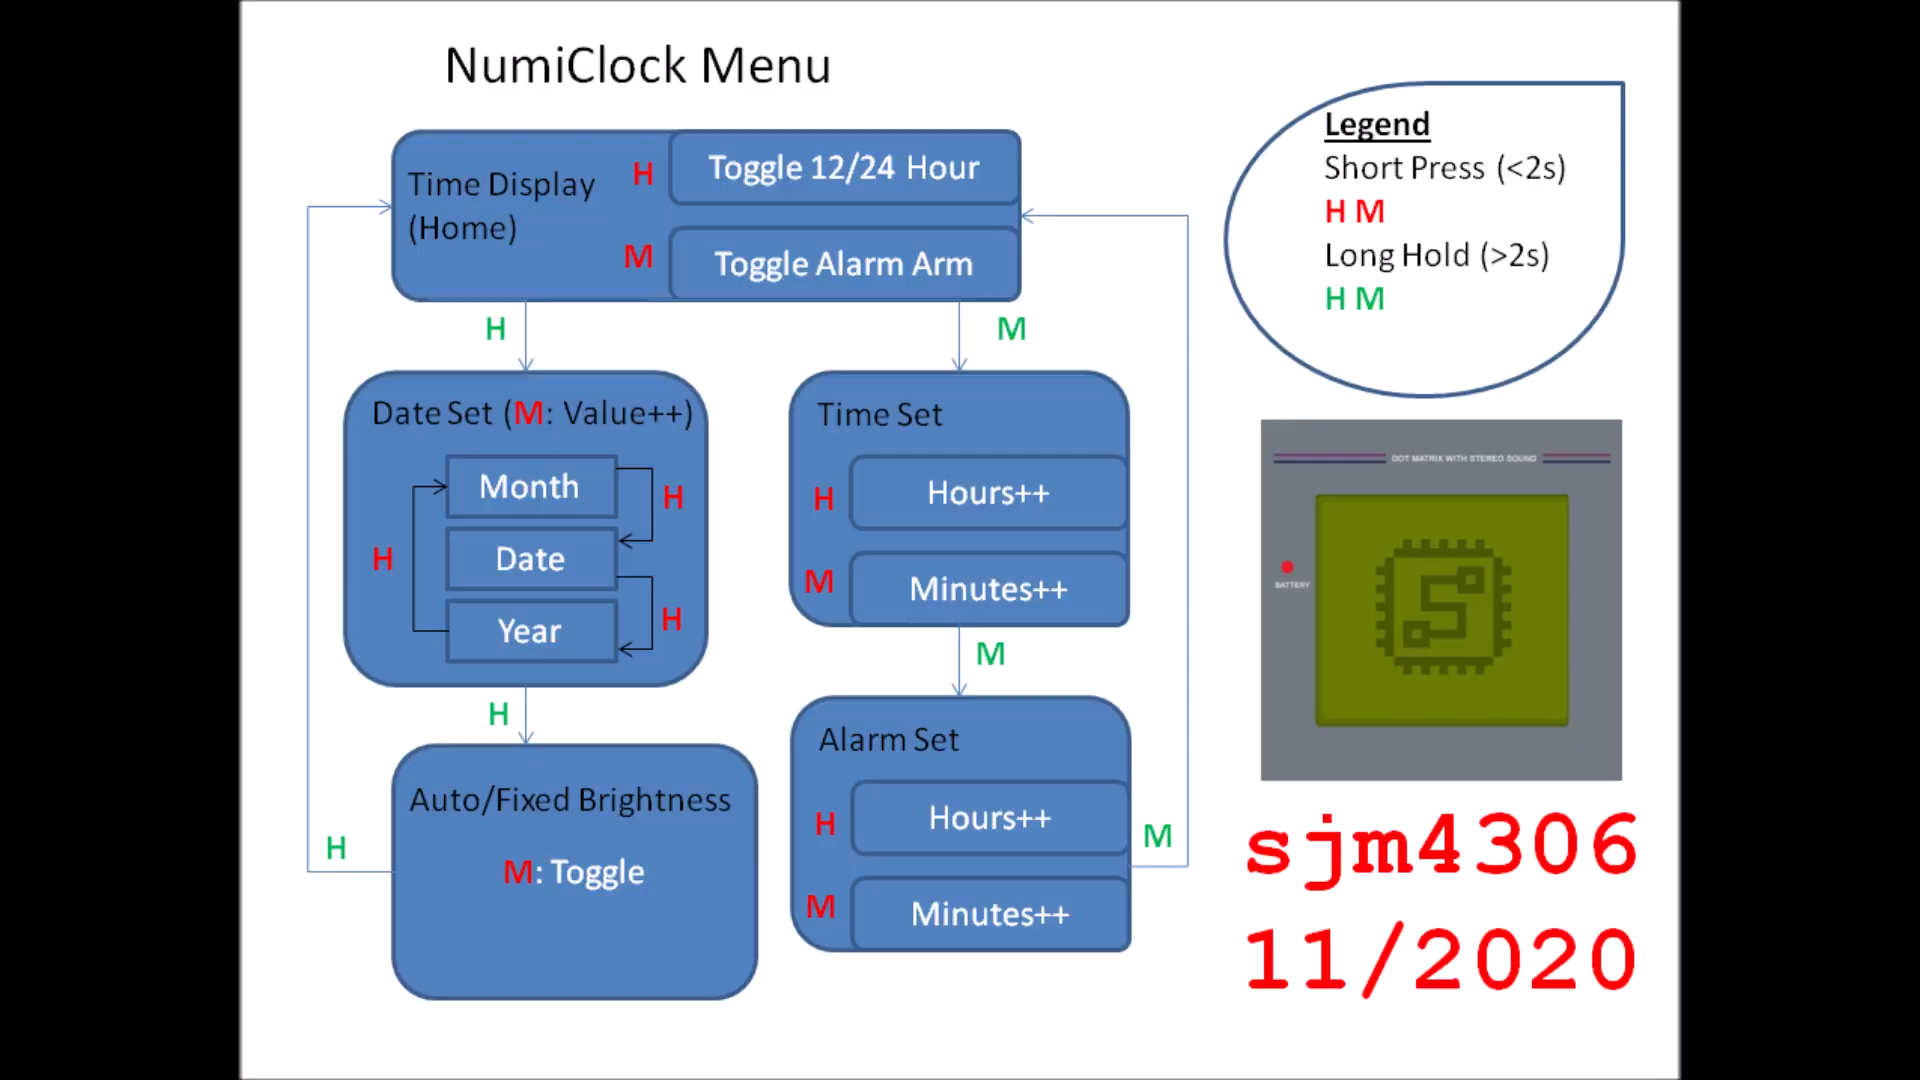 NumiClock Menu
Time Display
(Home)
H
Toggle 12/24 Hour
M
Toggle Alarm Arm
H
M
Date Set (M: Value++)
Month
H
Date
H
Year
H
H
Auto/Fixed Brightness
M: Toggle
H
Time Set
H
Hours++
M
Minutes++
M
Alarm Set
H
Hours++
M
Minutes++
M
Legend
Short Press (<2s)
H M
Long Hold (>2s)
H M
DOT MATRIX WITH STEREO SOUND
BATTERY
sjm4306
11/2020